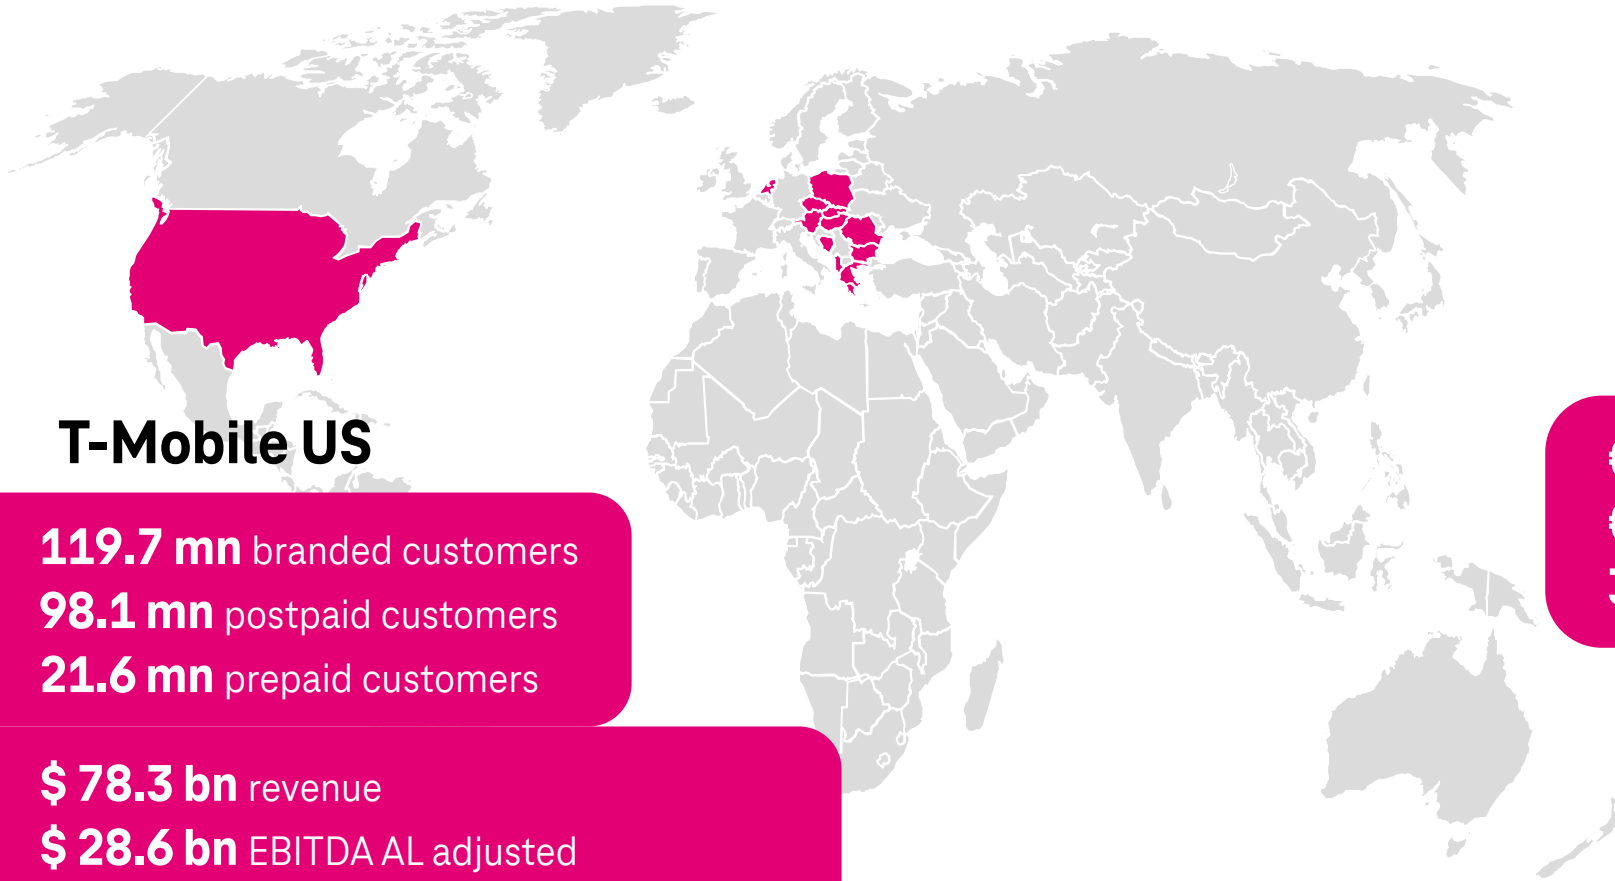 T-Mobile US
119.7 mn branded customers
98.1 mn postpaid customers
21.6 mn prepaid customers
$ 78.3 bn revenue
$ 28.6 bn EBITDA AL adjusted